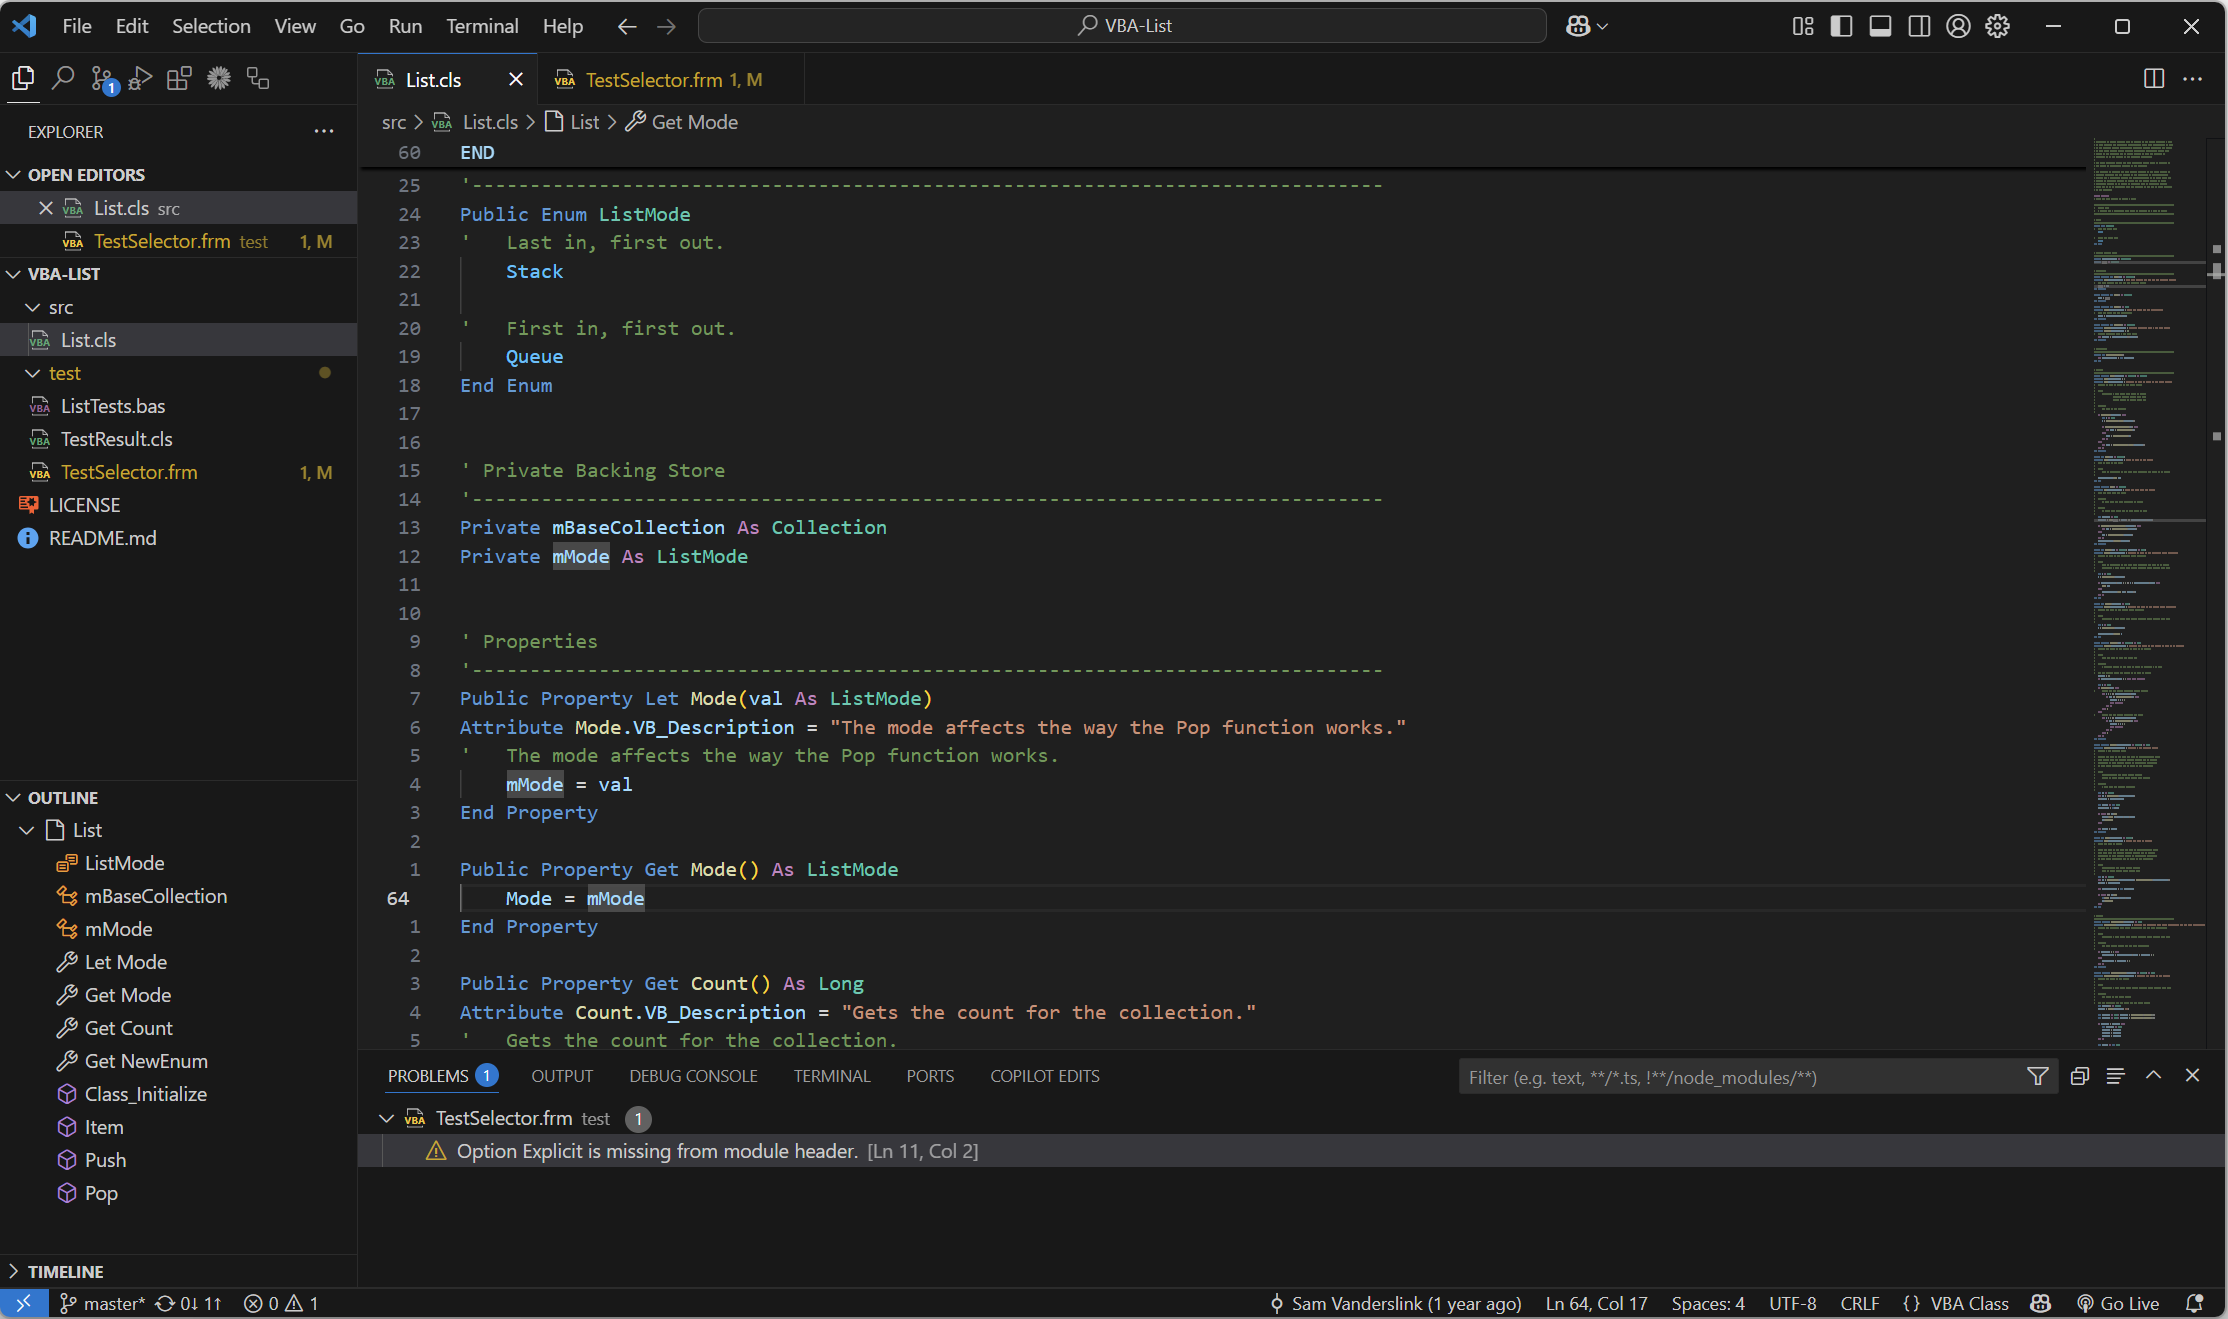 File Edit Selection View Go Run Terminal Help
VBA-List
1
VBA List.cls
VBA TestSelector.frm 1, M
src > VBA List.cls > List > Get Mode
EXPLORER
OPEN EDITORS
VBA List.cls src
VBA TestSelector.frm test 1, M
VBA-LIST
src
VBA List.cls
test
VBA ListTests.bas
VBA TestResult.cls
VBA TestSelector.frm 1, M
LICENSE
README.md
OUTLINE
List
ListMode
mBaseCollection
mMode
Let Mode
Get Mode
Get Count
Get NewEnum
Class_Initialize
Item
Push
Pop
TIMELINE
60 END
25 '-------------------------------------------------------------------------------
24 Public Enum ListMode
23 '   Last in, first out.
22     Stack
21
20 '   First in, first out.
19     Queue
18 End Enum
17
16
15 ' Private Backing Store
14 '-------------------------------------------------------------------------------
13 Private mBaseCollection As Collection
12 Private mMode As ListMode
11
10
9 ' Properties
8 '-------------------------------------------------------------------------------
7 Public Property Let Mode(val As ListMode)
6 Attribute Mode.VB_Description = "The mode affects the way the Pop function works."
5 '   The mode affects the way the Pop function works.
4     mMode = val
3 End Property
2
1 Public Property Get Mode() As ListMode
64     Mode = mMode
1 End Property
2
3 Public Property Get Count() As Long
4 Attribute Count.VB_Description = "Gets the count for the collection."
5 '   Gets the count for the collection.
PROBLEMS 1 OUTPUT DEBUG CONSOLE TERMINAL PORTS COPILOT EDITS
Filter (e.g. text, **/*.ts, !**/node_modules/**)
VBA TestSelector.frm test 1
Option Explicit is missing from module header. [Ln 11, Col 2]
master* 0↓ 1↑ 0 1
Sam Vanderslink (1 year ago) Ln 64, Col 17 Spaces: 4 UTF-8 CRLF {} VBA Class Go Live